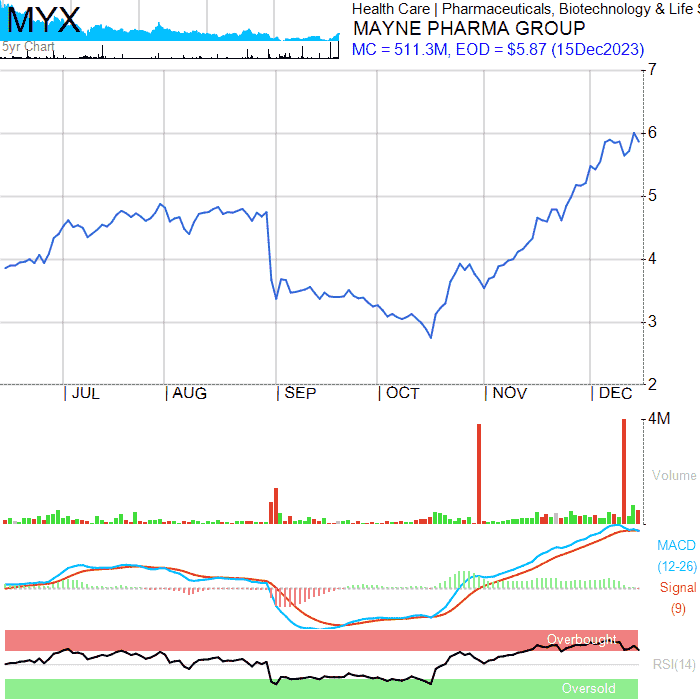 MYX
5yr Chart
Health Care | Pharmaceuticals, Biotechnology & Life S
MAYNE PHARMA GROUP
MC = 511.3M, EOD = $5.87 (15Dec2023)
7
6
5
4
3
2
JUL AUG SEP OCT NOV DEC
4M
Volume
MACD
(12-26)
Signal
(9)
Overbought
RSI(14)
Oversold